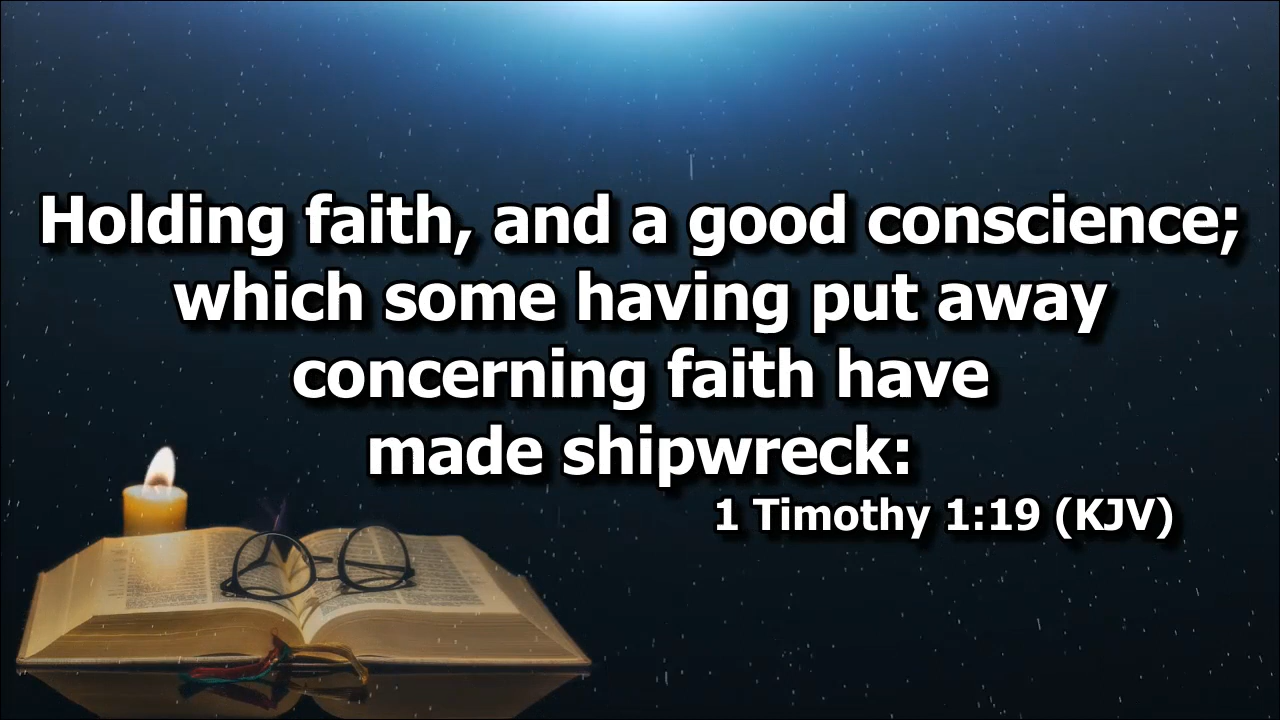 Holding faith, and a good conscience;
which some having put away
concerning faith have
made shipwreck:
1 Timothy 1:19 (KJV)